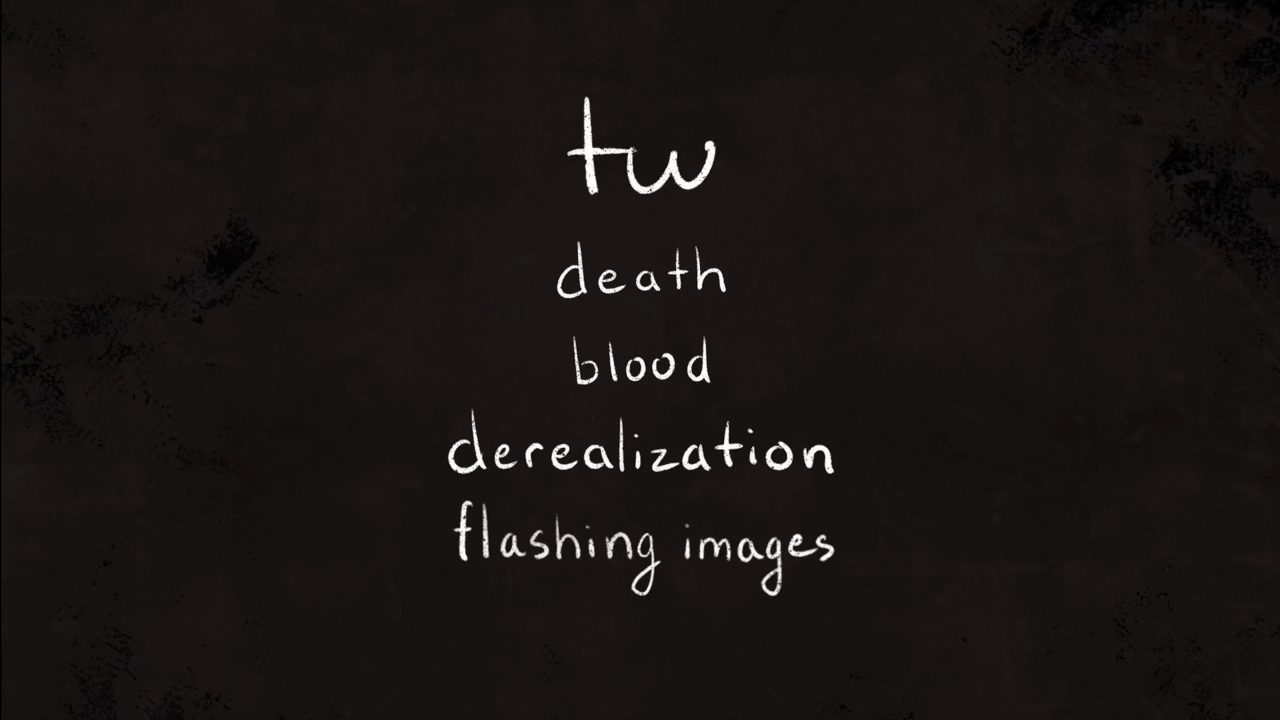 tw
death
blood
derealization
flashing images